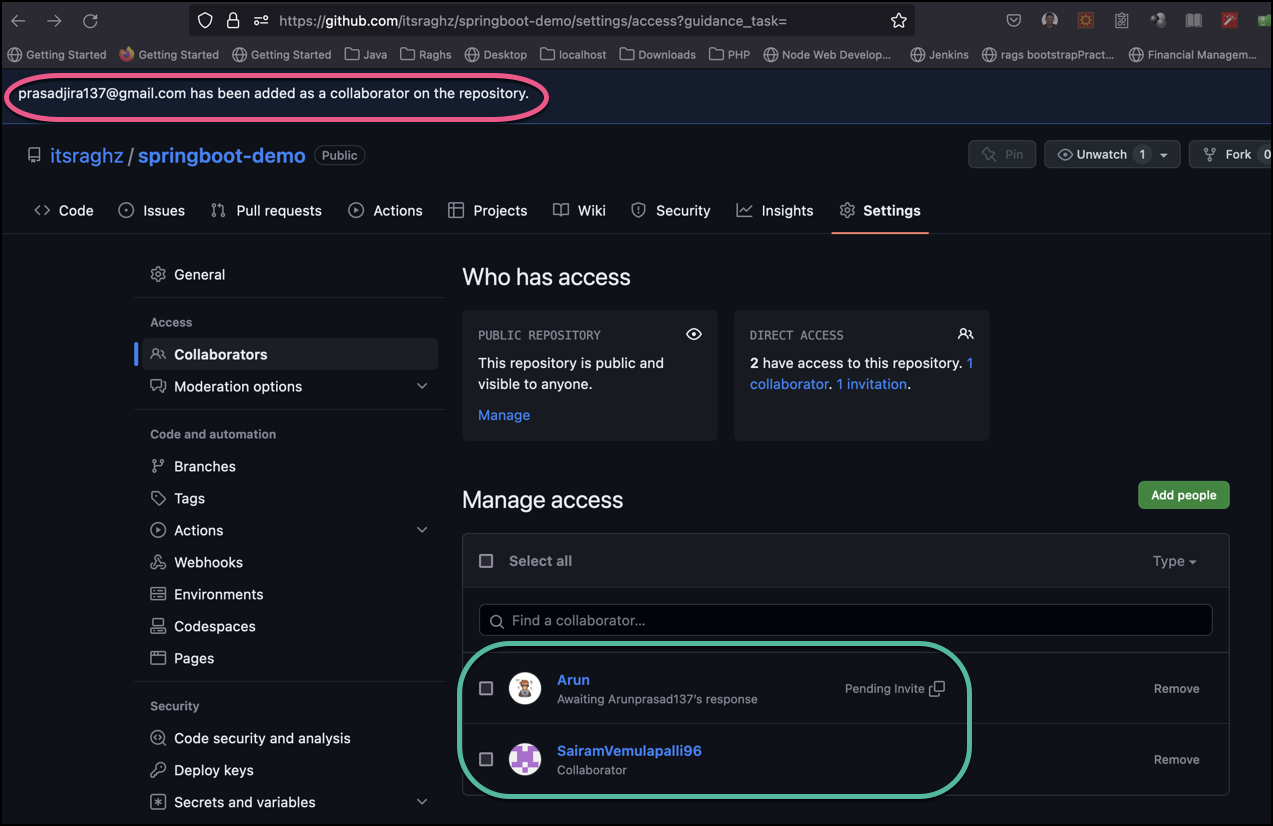 https://github.com/itsraghz/springboot-demo/settings/access?guidance_task=
Getting Started Getting Started Getting Started Java Raghs Desktop localhost Downloads PHP Node Web Develop... Jenkins rags bootstrapPract... Financial Managem...
prasadjira137@gmail.com has been added as a collaborator on the repository.
itsraghz / springboot-demo Public Pin Unwatch 1 Fork 0
Code Issues Pull requests Actions Projects Wiki Security Insights Settings
General
Access
Collaborators
Moderation options
Code and automation
Branches
Tags
Actions
Webhooks
Environments
Codespaces
Pages
Security
Code security and analysis
Deploy keys
Secrets and variables
Who has access
PUBLIC REPOSITORY
This repository is public and
visible to anyone.
Manage
DIRECT ACCESS
2 have access to this repository. 1
collaborator. 1 invitation.
Manage access
Add people
Select all Type
Find a collaborator...
Arun
Awaiting Arunprasad137's response
Pending Invite
Remove
SairamVemulapalli96
Collaborator
Remove